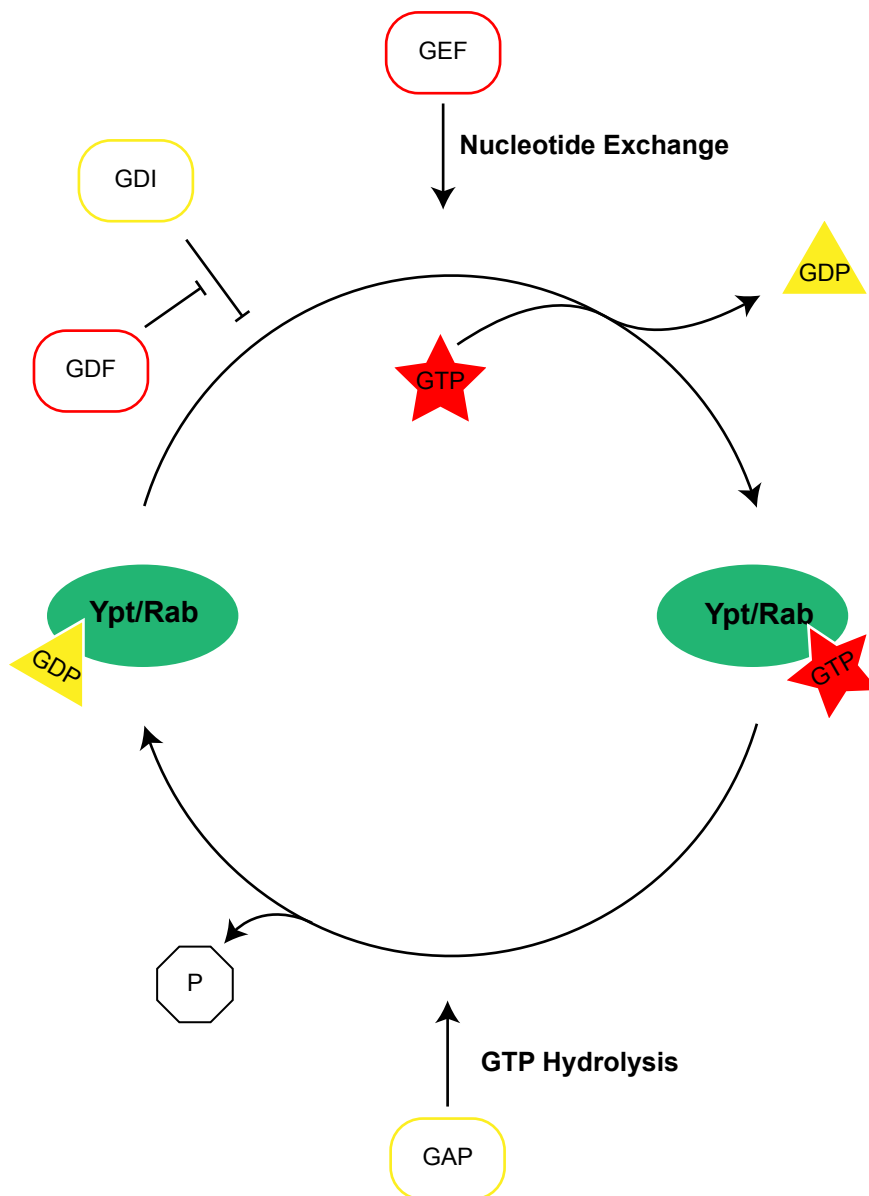 GEF
Nucleotide Exchange
GDI
GDP
GDF
GTP
Ypt/Rab
GDP
Ypt/Rab
GTP
P
GTP Hydrolysis
GAP